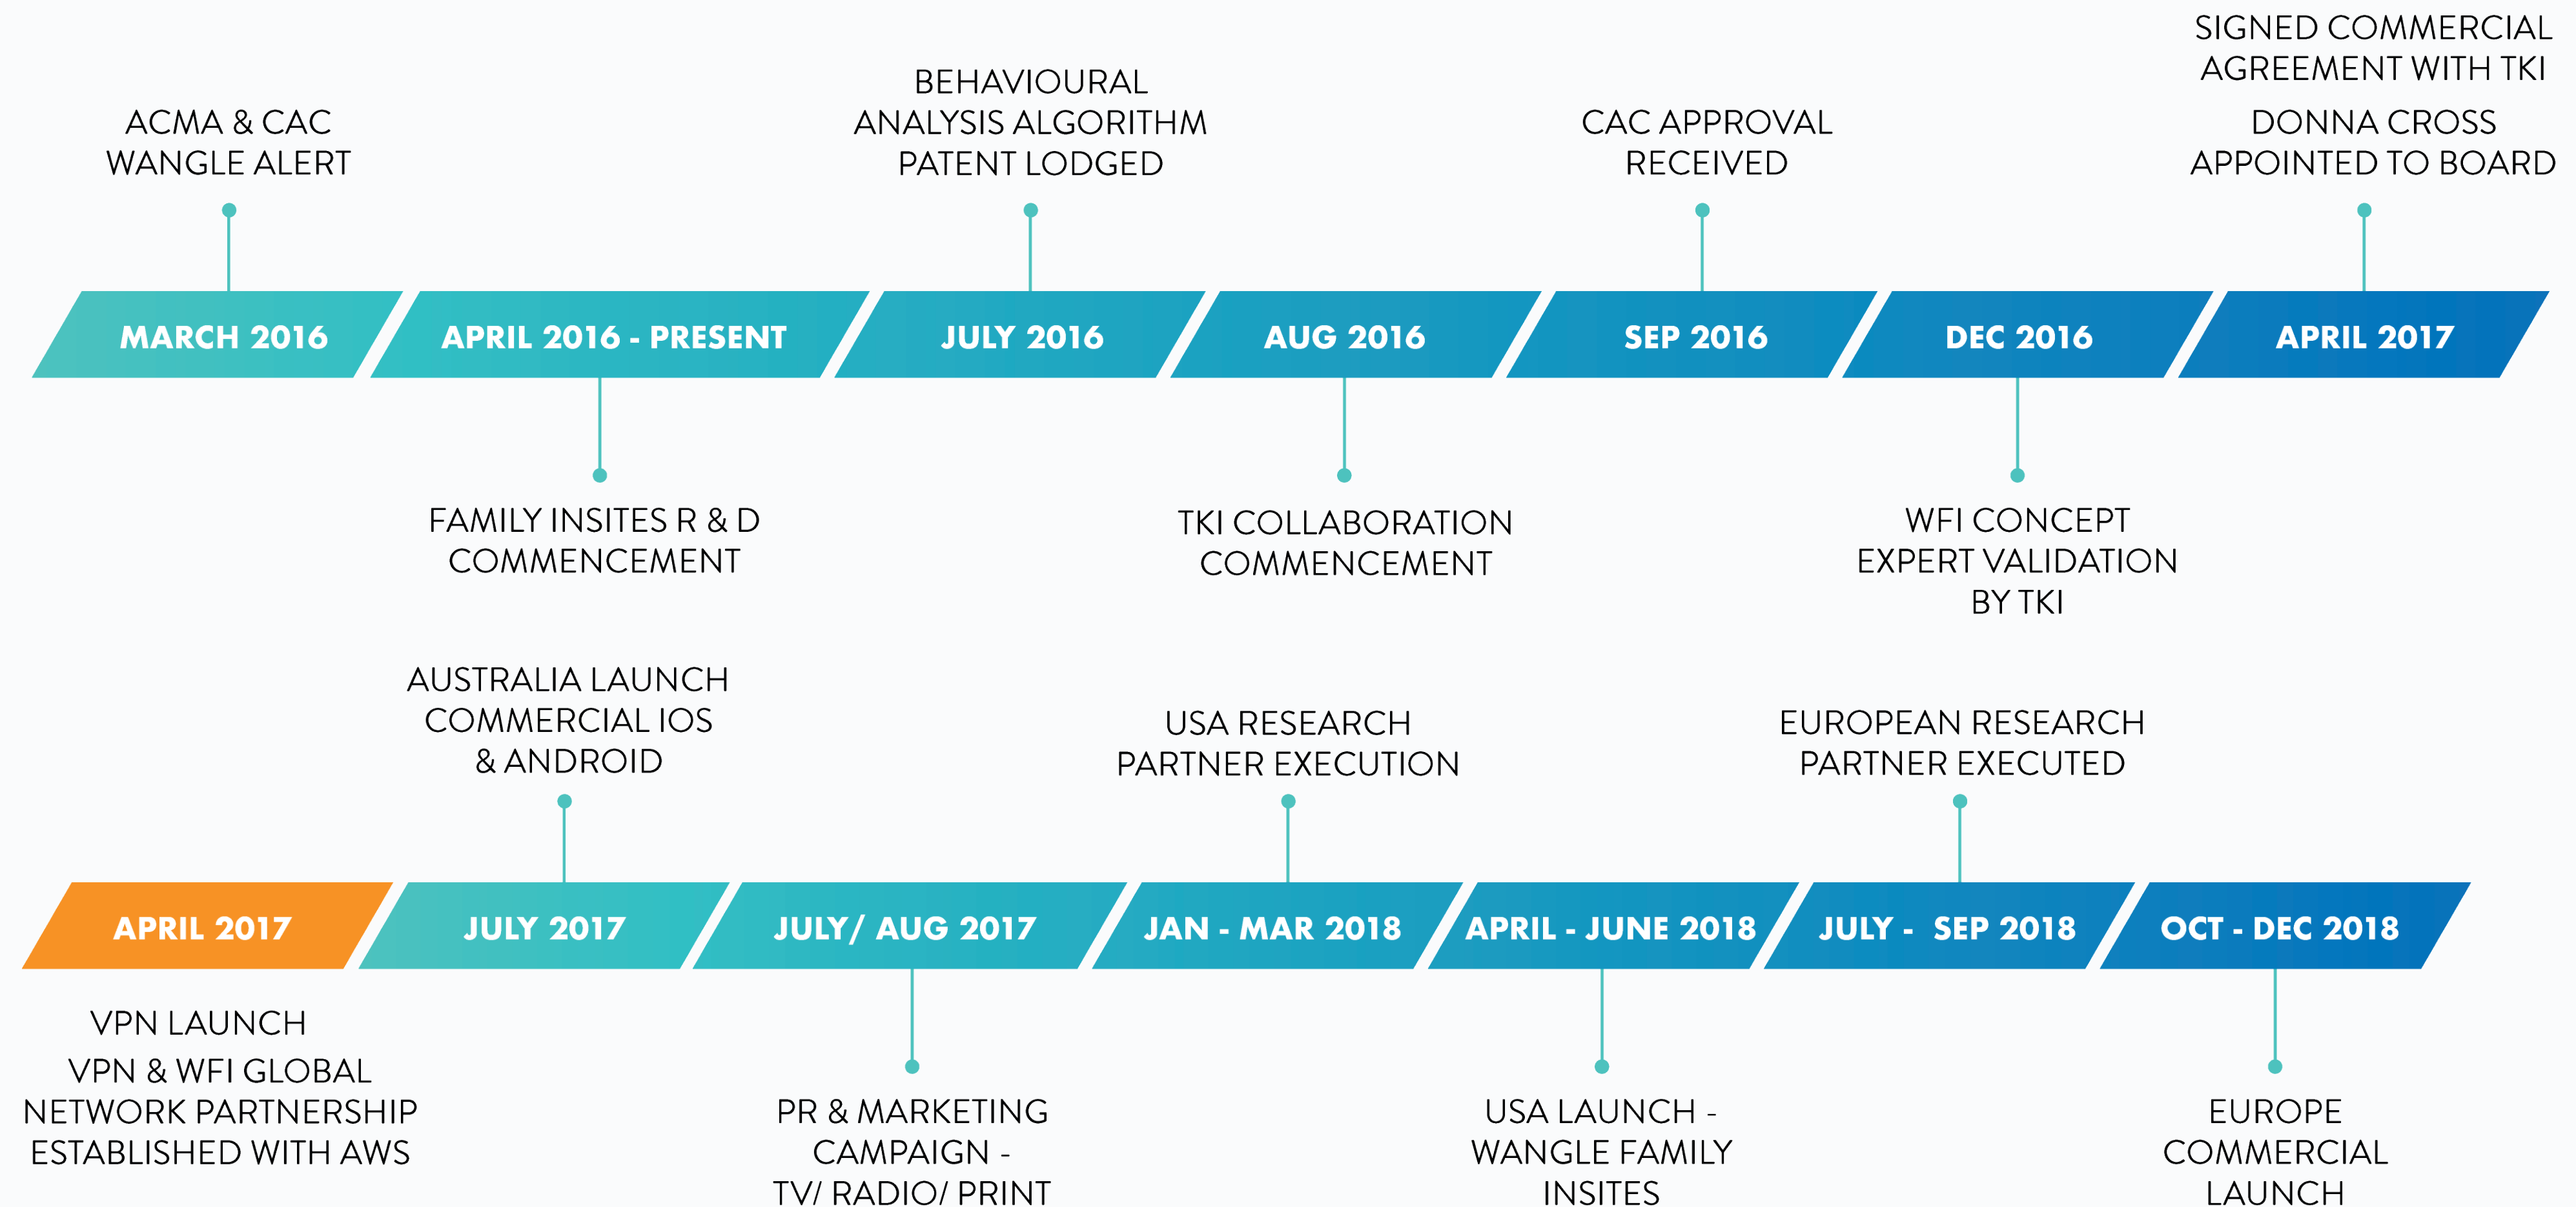 ACMA & CAC
WANGLE ALERT
BEHAVIOURAL
ANALYSIS ALGORITHM
PATENT LODGED
CAC APPROVAL
RECEIVED
SIGNED COMMERCIAL
AGREEMENT WITH TKI
DONNA CROSS
APPOINTED TO BOARD
MARCH 2016
APRIL 2016 - PRESENT
JULY 2016
AUG 2016
SEP 2016
DEC 2016
APRIL 2017
FAMILY INSITES R & D
COMMENCEMENT
TKI COLLABORATION
COMMENCEMENT
WFI CONCEPT
EXPERT VALIDATION
BY TKI
AUSTRALIA LAUNCH
COMMERCIAL IOS
& ANDROID
USA RESEARCH
PARTNER EXECUTION
EUROPEAN RESEARCH
PARTNER EXECUTED
APRIL 2017
JULY 2017
JULY/ AUG 2017
JAN - MAR 2018
APRIL - JUNE 2018
JULY - SEP 2018
OCT - DEC 2018
VPN LAUNCH
VPN & WFI GLOBAL
NETWORK PARTNERSHIP
ESTABLISHED WITH AWS
PR & MARKETING
CAMPAIGN -
TV/ RADIO/ PRINT
USA LAUNCH -
WANGLE FAMILY
INSITES
EUROPE
COMMERCIAL
LAUNCH